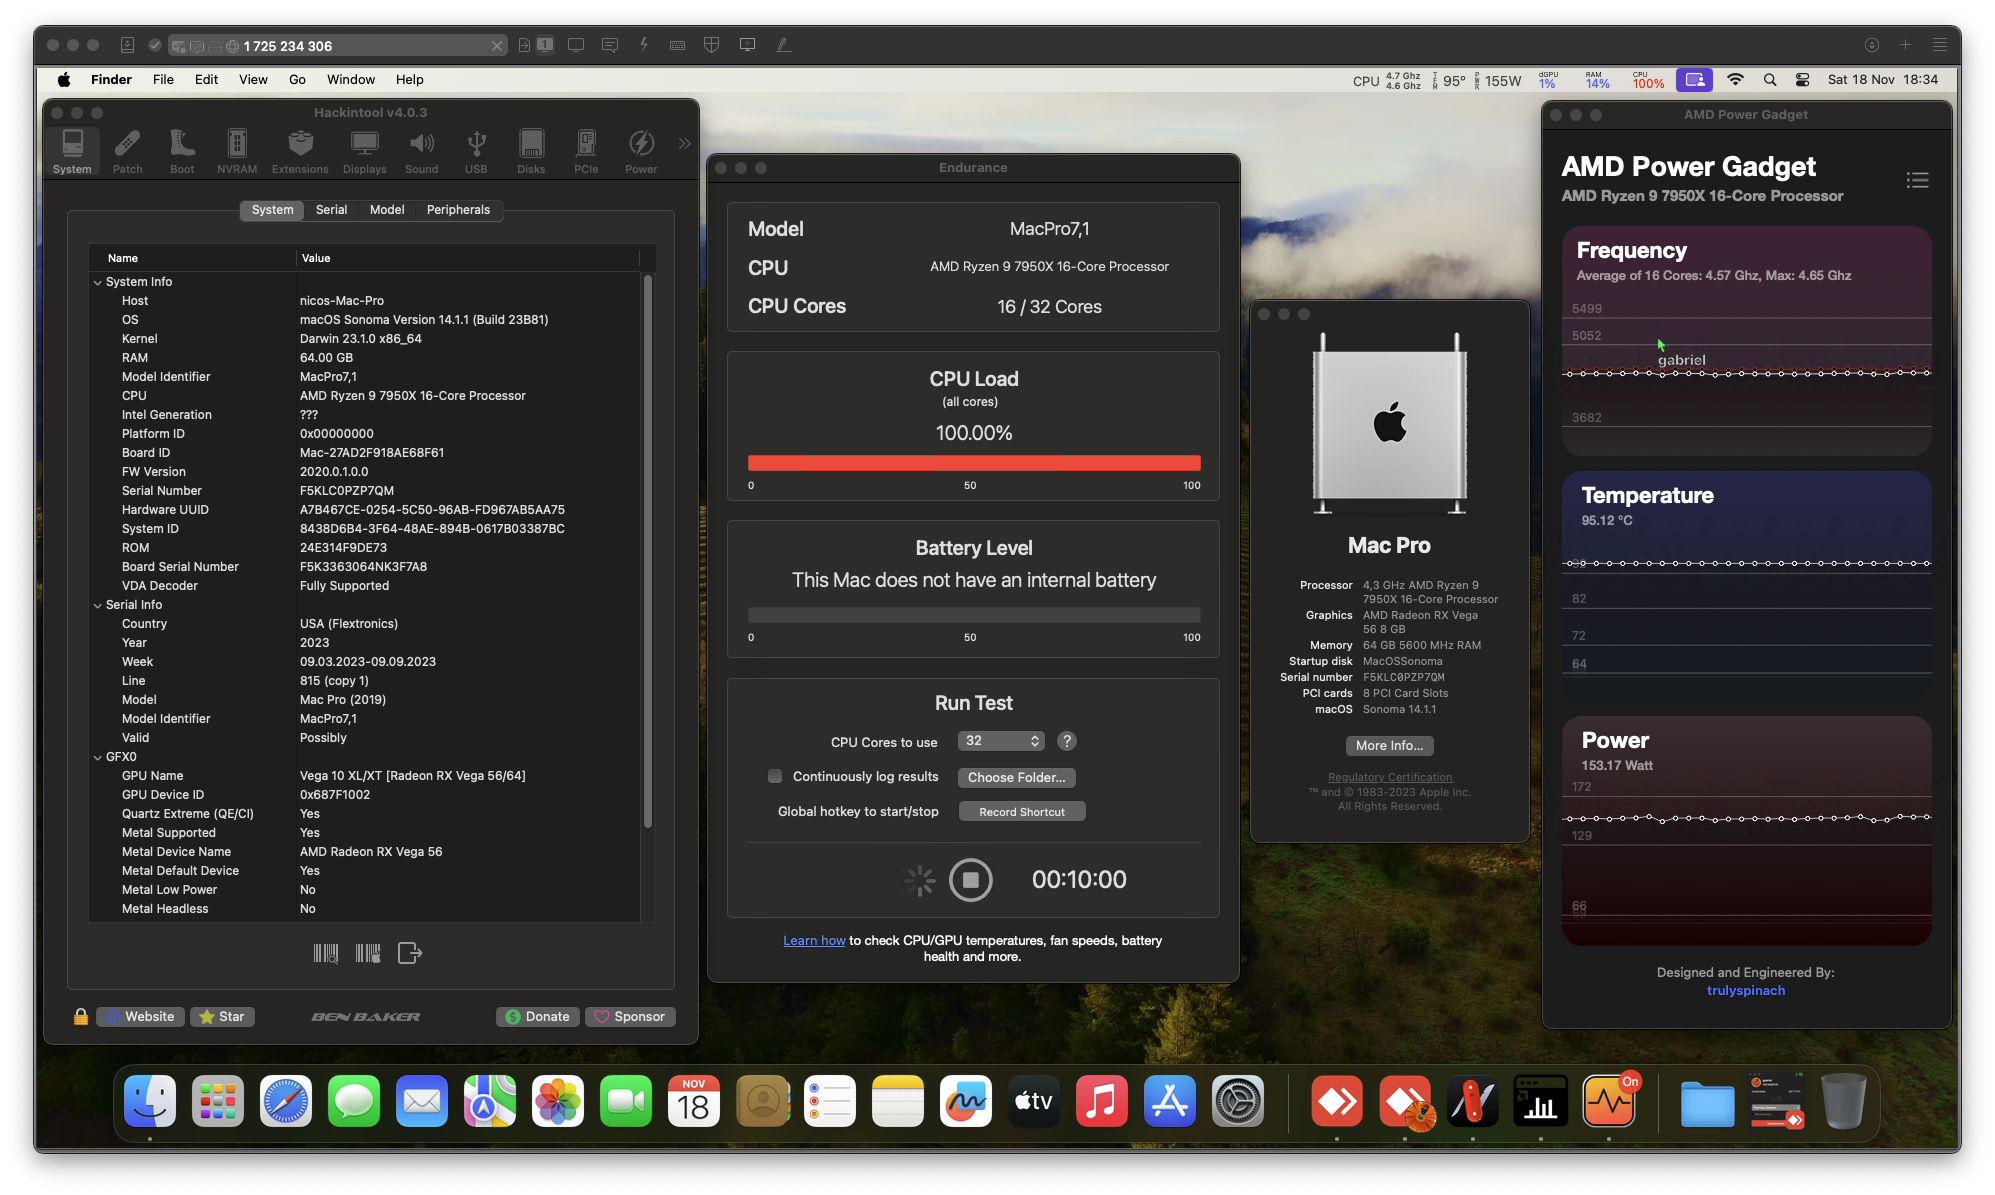 1 725 234 306
1
Finder File Edit View Go Window Help
CPU 4.7 Ghz 4.6 Ghz TEM 95° PWR 155W dGPU 1% RAM 14% CPU 100% Sat 18 Nov 18:34
Hackintool v4.0.3
System Patch Boot NVRAM Extensions Displays Sound USB Disks PCIe Power
System Serial Model Peripherals
Name Value
System Info
Host nicos-Mac-Pro
OS macOS Sonoma Version 14.1.1 (Build 23B81)
Kernel Darwin 23.1.0 x86_64
RAM 64.00 GB
Model Identifier MacPro7,1
CPU AMD Ryzen 9 7950X 16-Core Processor
Intel Generation ???
Platform ID 0x00000000
Board ID Mac-27AD2F918AE68F61
FW Version 2020.0.1.0.0
Serial Number F5KLC0PZP7QM
Hardware UUID A7B467CE-0254-5C50-96AB-FD967AB5AA75
System ID 8438D6B4-3F64-48AE-894B-0617B03387BC
ROM 24E314F9DE73
Board Serial Number F5K3363064NK3F7A8
VDA Decoder Fully Supported
Serial Info
Country USA (Flextronics)
Year 2023
Week 09.03.2023-09.09.2023
Line 815 (copy 1)
Model Mac Pro (2019)
Model Identifier MacPro7,1
Valid Possibly
GFX0
GPU Name Vega 10 XL/XT [Radeon RX Vega 56/64]
GPU Device ID 0x687F1002
Quartz Extreme (QE/CI) Yes
Metal Supported Yes
Metal Device Name AMD Radeon RX Vega 56
Metal Default Device Yes
Metal Low Power No
Metal Headless No
Website Star BEN BAKER Donate Sponsor
Endurance
Model MacPro7,1
CPU AMD Ryzen 9 7950X 16-Core Processor
CPU Cores 16 / 32 Cores
CPU Load
(all cores)
100.00%
0 50 100
Battery Level
This Mac does not have an internal battery
0 50 100
Run Test
CPU Cores to use 32 ?
Continuously log results Choose Folder...
Global hotkey to start/stop Record Shortcut
00:10:00
Learn how to check CPU/GPU temperatures, fan speeds, battery
health and more.
Mac Pro
Processor 4,3 GHz AMD Ryzen 9
7950X 16-Core Processor
Graphics AMD Radeon RX Vega
56 8 GB
Memory 64 GB 5600 MHz RAM
Startup disk MacOSSonoma
Serial number F5KLC0PZP7QM
PCI cards 8 PCI Card Slots
macOS Sonoma 14.1.1
More Info...
Regulatory Certification
™ and © 1983-2023 Apple Inc.
All Rights Reserved.
AMD Power Gadget
AMD Power Gadget
AMD Ryzen 9 7950X 16-Core Processor
Frequency
Average of 16 Cores: 4.57 Ghz, Max: 4.65 Ghz
5499
5052
gabriel
3682
Temperature
95.12 °C
82
72
64
Power
153.17 Watt
172
129
66
Designed and Engineered By:
trulyspinach
NOV
18
tv
On